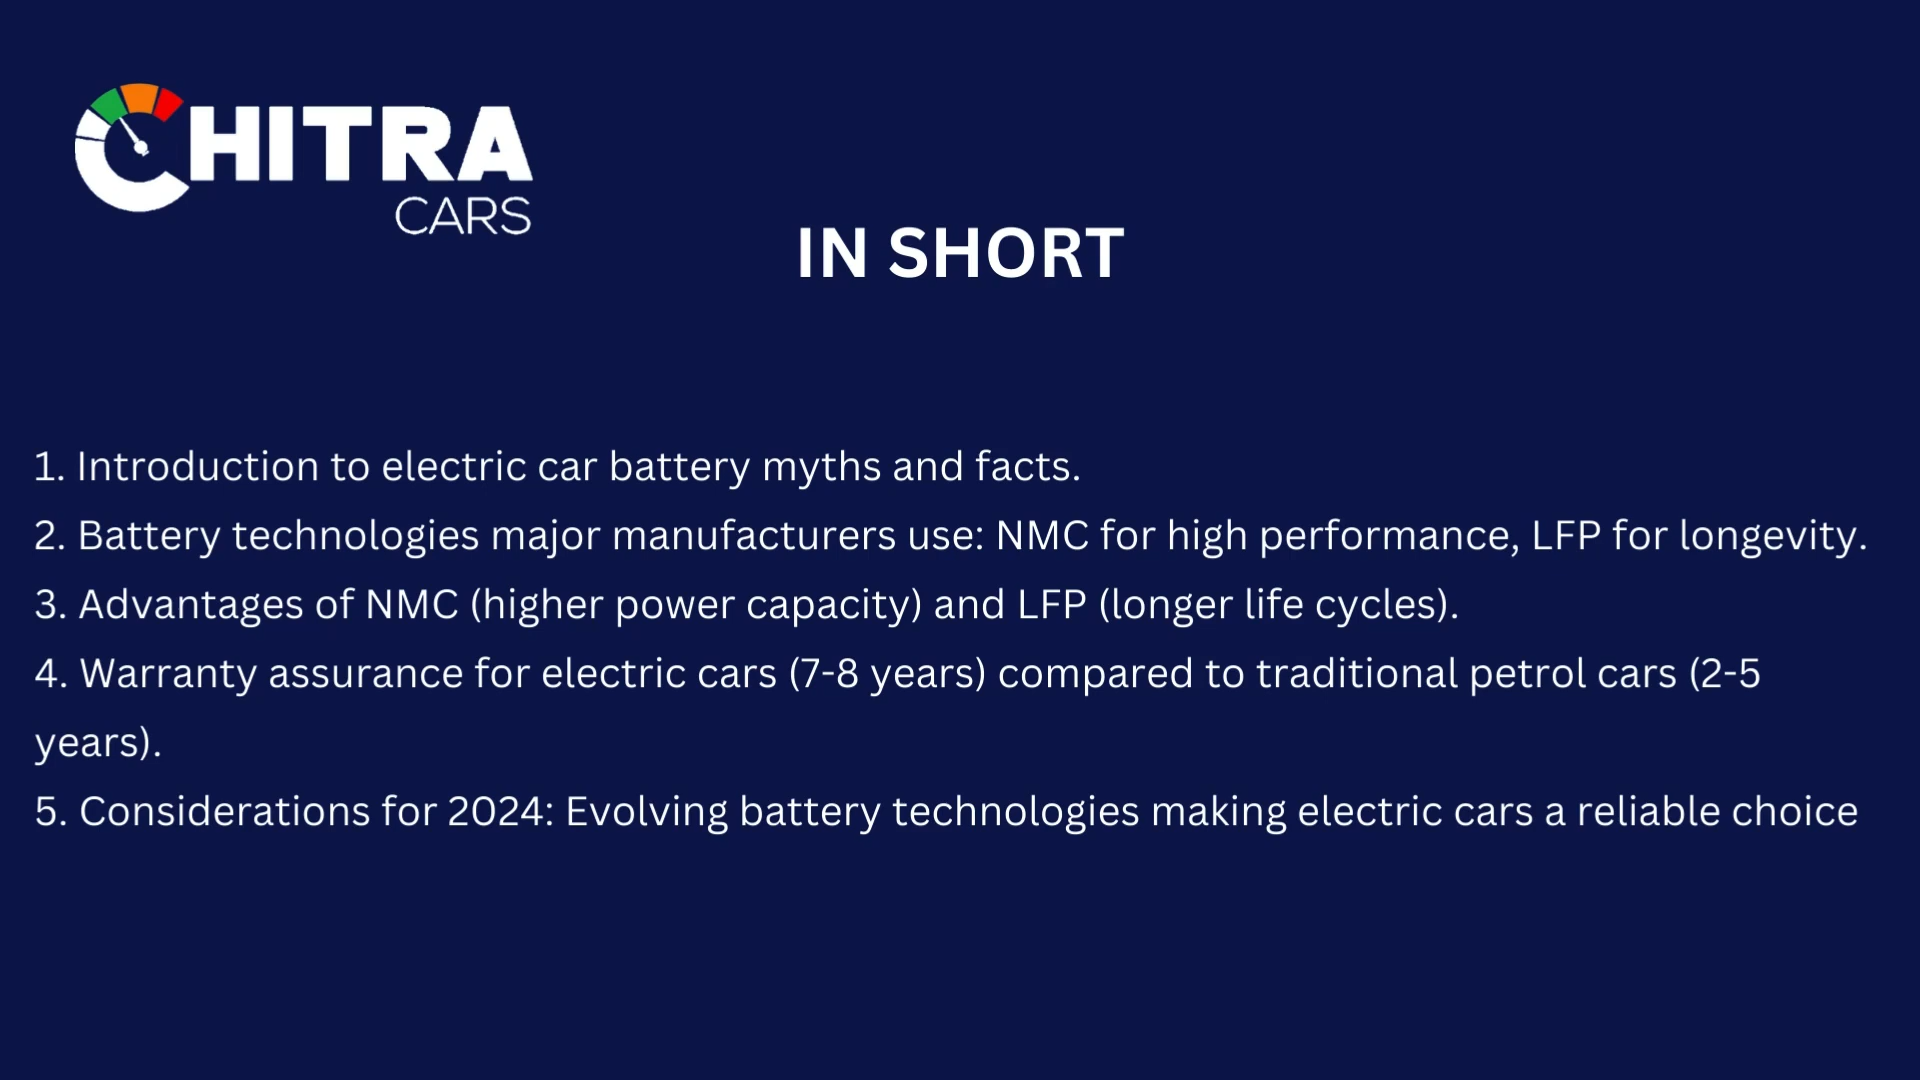 CHITRA
CARS
IN SHORT
1. Introduction to electric car battery myths and facts.
2. Battery technologies major manufacturers use: NMC for high performance, LFP for longevity.
3. Advantages of NMC (higher power capacity) and LFP (longer life cycles).
4. Warranty assurance for electric cars (7-8 years) compared to traditional petrol cars (2-5
years).
5. Considerations for 2024: Evolving battery technologies making electric cars a reliable choice